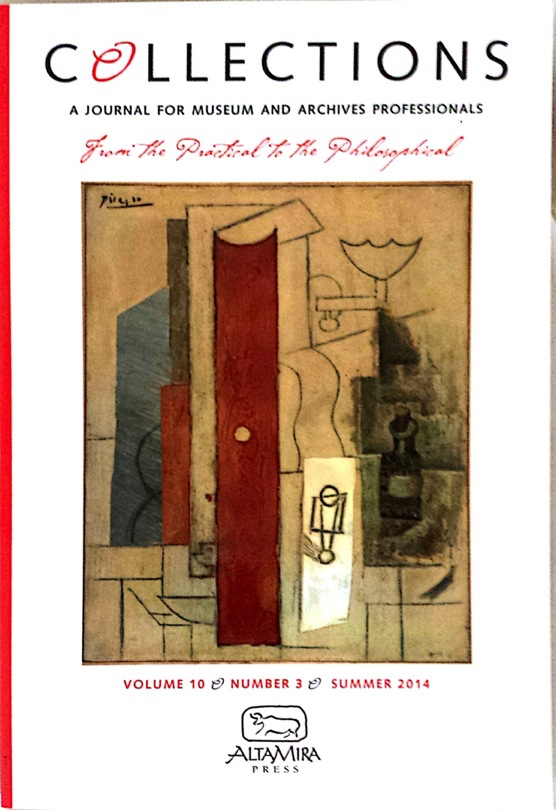 COLLECTIONS
A JOURNAL FOR MUSEUM AND ARCHIVES PROFESSIONALS
From the Practical to the Philosophical
Picasso
VOLUME 10 NUMBER 3 SUMMER 2014
ALTAMIRA
PRESS